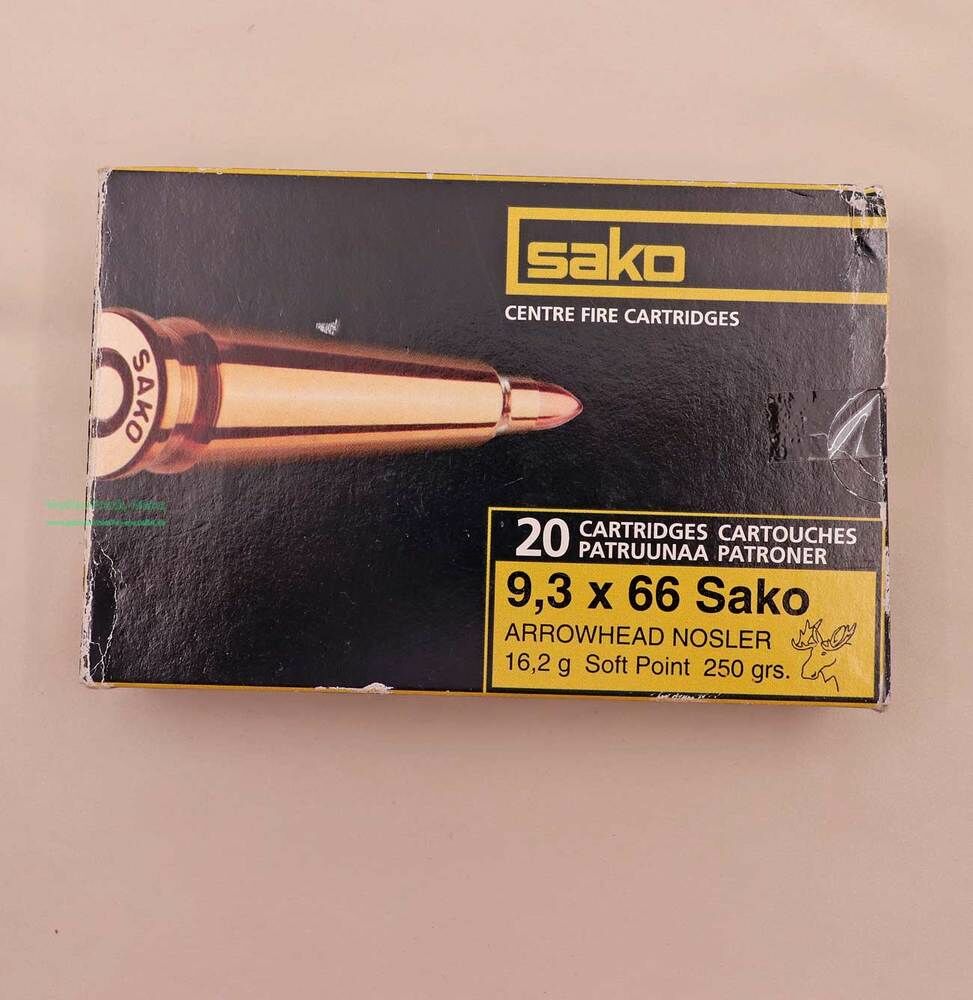 sako
CENTRE FIRE CARTRIDGES
SAKO
20 CARTRIDGES CARTOUCHES
PATRUUNAA PATRONER
9,3 x 66 Sako
ARROWHEAD NOSLER
16,2 g Soft Point 250 grs.